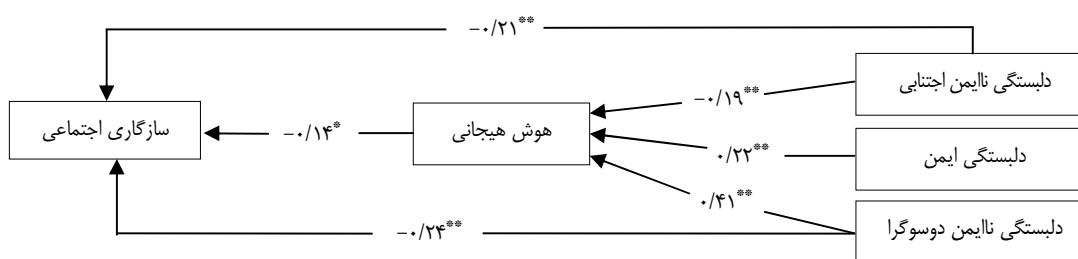 −۰/۲۱**
دلبستگی ناایمن اجتنابی
−۰/۱۹**
سازگاری اجتماعی
−۰/۱۴*
هوش هیجانی
۰/۲۲**
دلبستگی ایمن
۰/۴۱**
دلبستگی ناایمن دوسوگرا
−۰/۲۴**